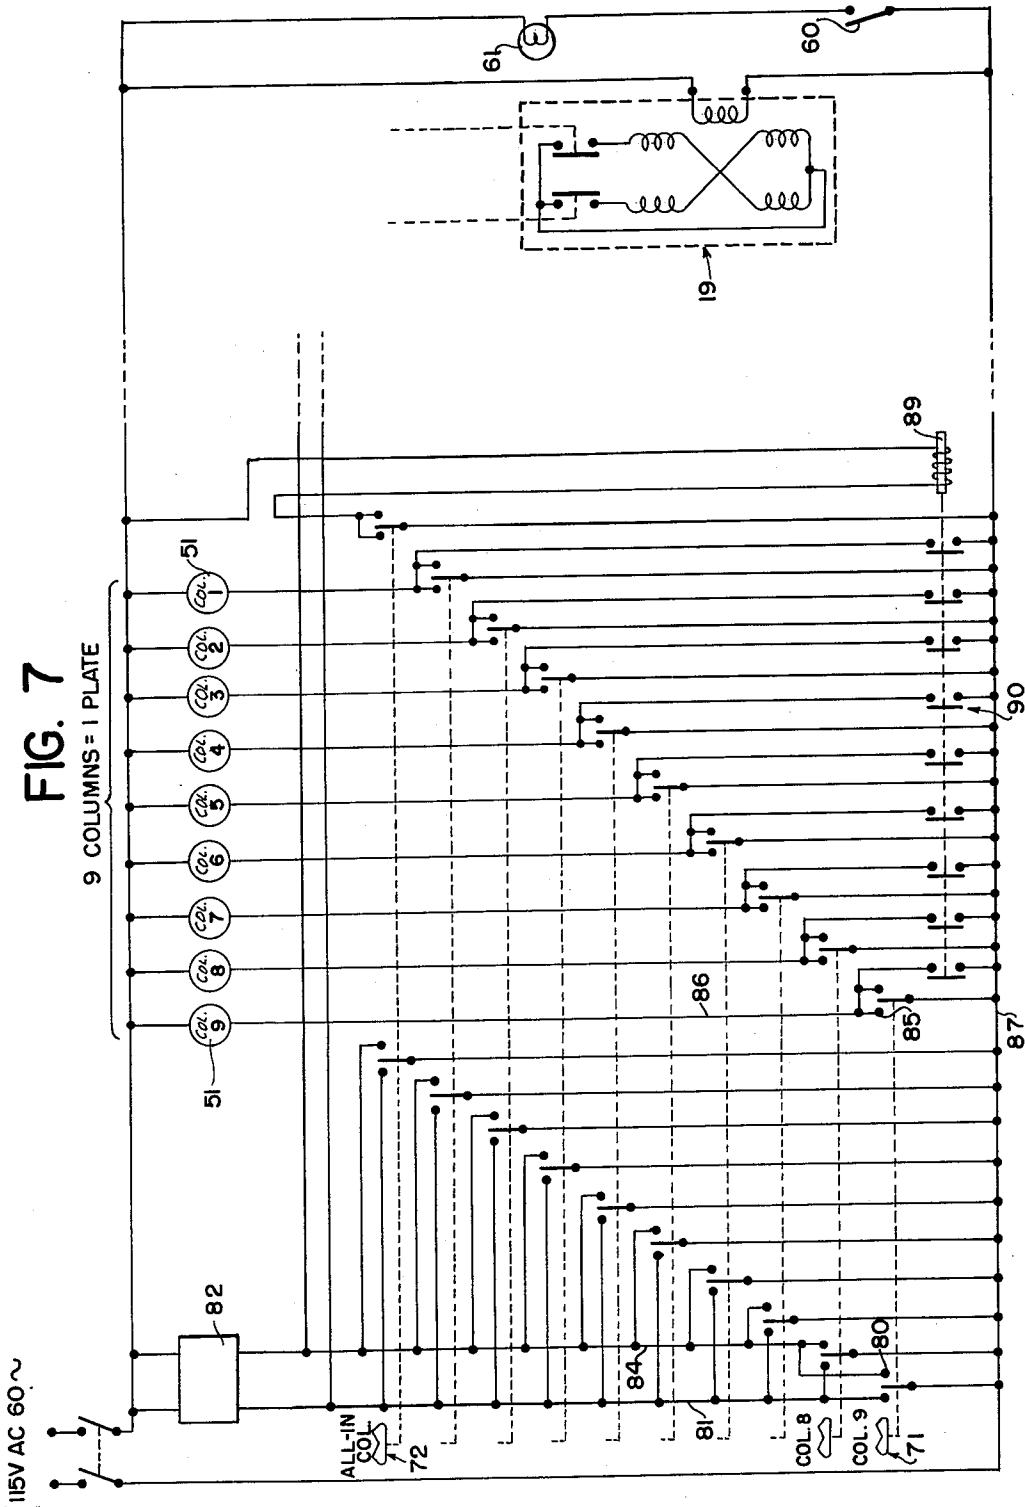 FIG. 7
9 COLUMNS = 1 PLATE
115V AC 60~
82
51
COL. 9
COL. 8
COL. 7
COL. 6
COL. 5
COL. 4
COL. 3
COL. 2
COL. 1
51
61
60
19
ALL-IN
COL.
72
84
81
80
COL. 8
COL. 9
71
86
85
87
90
89